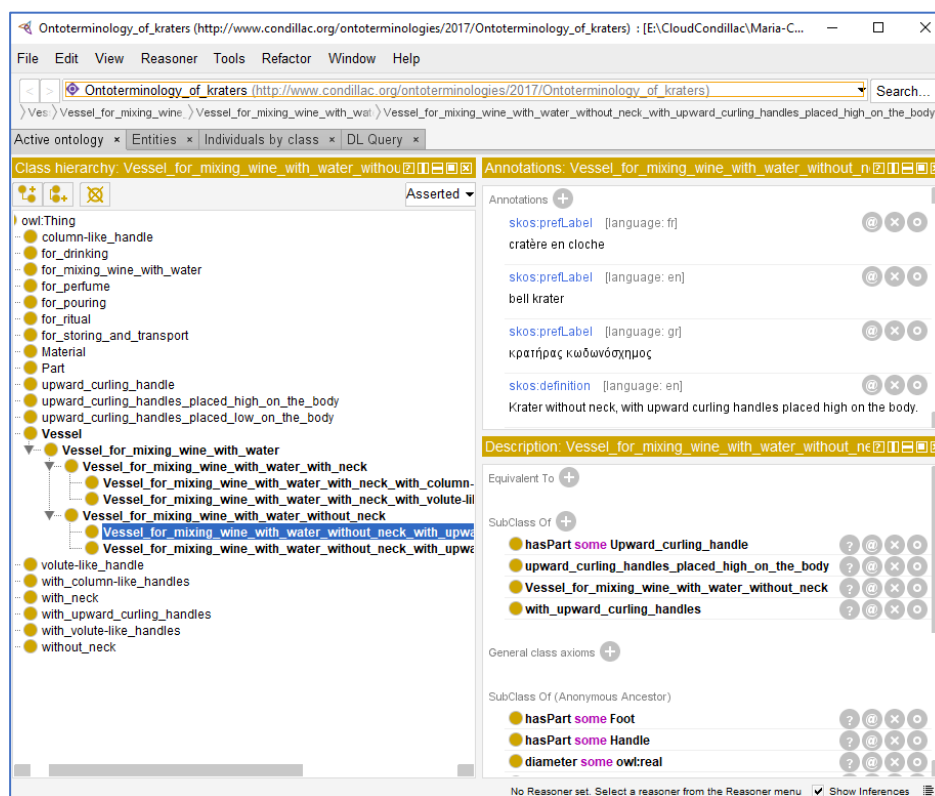 Ontoterminology_of_kraters (http://www.condillac.org/ontoterminologies/2017/Ontoterminology_of_kraters) : [E:\CloudCondillac\Maria-C...
File Edit View Reasoner Tools Refactor Window Help
< > Ontoterminology_of_kraters (http://www.condillac.org/ontoterminologies/2017/Ontoterminology_of_kraters) Search...
Ves Vessel_for_mixing_wine_ Vessel_for_mixing_wine_with_wat Vessel_for_mixing_wine_with_water_without_neck_with_upward_curling_handles_placed_high_on_the_body
Active ontology × Entities × Individuals by class × DL Query ×
Class hierarchy: Vessel_for_mixing_wine_with_water_withou
Asserted
owl:Thing
column-like_handle
for_drinking
for_mixing_wine_with_water
for_perfume
for_pouring
for_ritual
for_storing_and_transport
Material
Part
upward_curling_handle
upward_curling_handles_placed_high_on_the_body
upward_curling_handles_placed_low_on_the_body
Vessel
Vessel_for_mixing_wine_with_water
Vessel_for_mixing_wine_with_water_with_neck
Vessel_for_mixing_wine_with_water_with_neck_with_column-
Vessel_for_mixing_wine_with_water_with_neck_with_volute-li
Vessel_for_mixing_wine_with_water_without_neck
Vessel_for_mixing_wine_with_water_without_neck_with_upwa
Vessel_for_mixing_wine_with_water_without_neck_with_upwa
volute-like_handle
with_column-like_handles
with_neck
with_upward_curling_handles
with_volute-like_handles
without_neck
Annotations: Vessel_for_mixing_wine_with_water_without_n
Annotations
skos:prefLabel [language: fr]
cratère en cloche
skos:prefLabel [language: en]
bell krater
skos:prefLabel [language: gr]
κρατήρας κωδωνόσχημος
skos:definition [language: en]
Krater without neck, with upward curling handles placed high on the body.
Description: Vessel_for_mixing_wine_with_water_without_ne
Equivalent To
SubClass Of
hasPart some Upward_curling_handle
upward_curling_handles_placed_high_on_the_body
Vessel_for_mixing_wine_with_water_without_neck
with_upward_curling_handles
General class axioms
SubClass Of (Anonymous Ancestor)
hasPart some Foot
hasPart some Handle
diameter some owl:real
No Reasoner set. Select a reasoner from the Reasoner menu Show Inferences